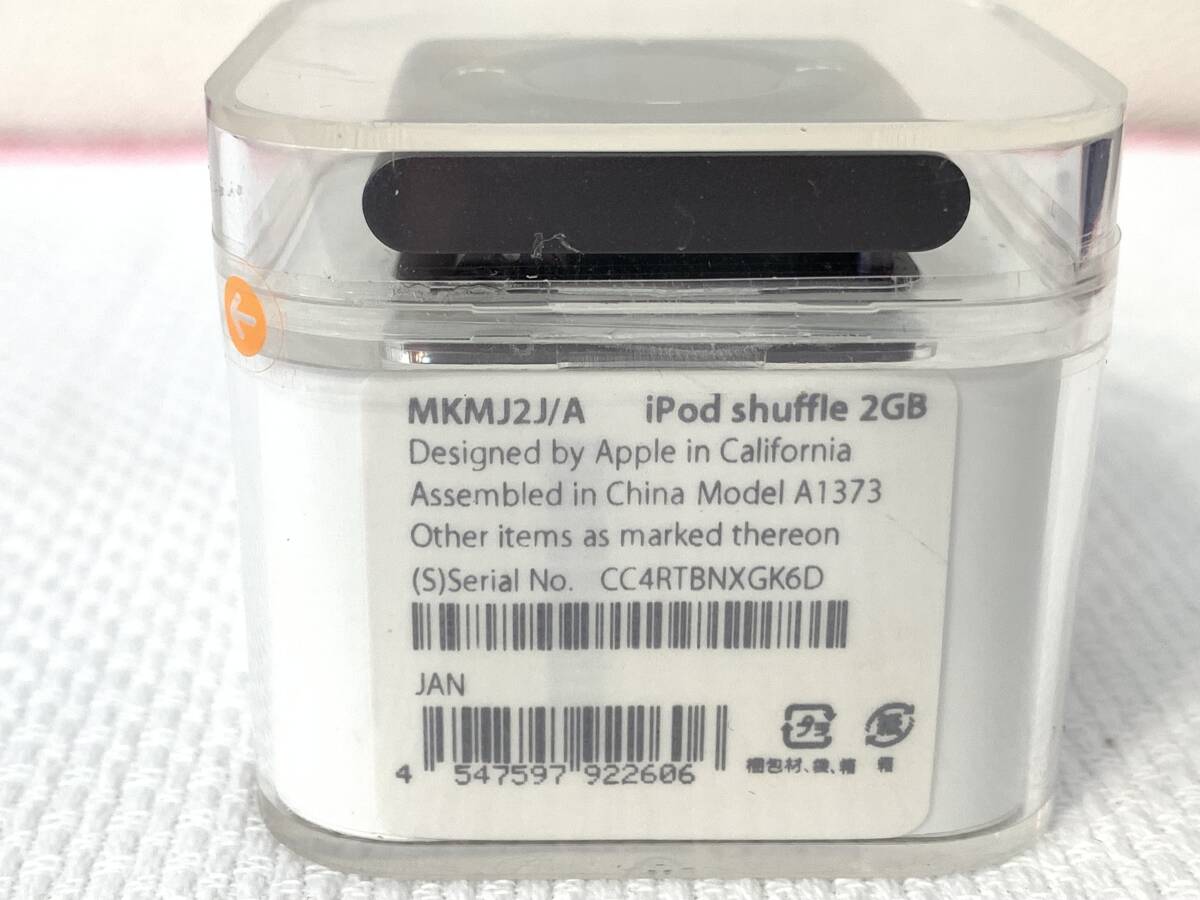 MKMJ2J/A iPod shuffle 2GB
Designed by Apple in California
Assembled in China Model A1373
Other items as marked thereon
(S)Serial No. CC4RTBNXGK6D
JAN
4 547597 922606
プラ 紙
梱包材、袋、箱 箱